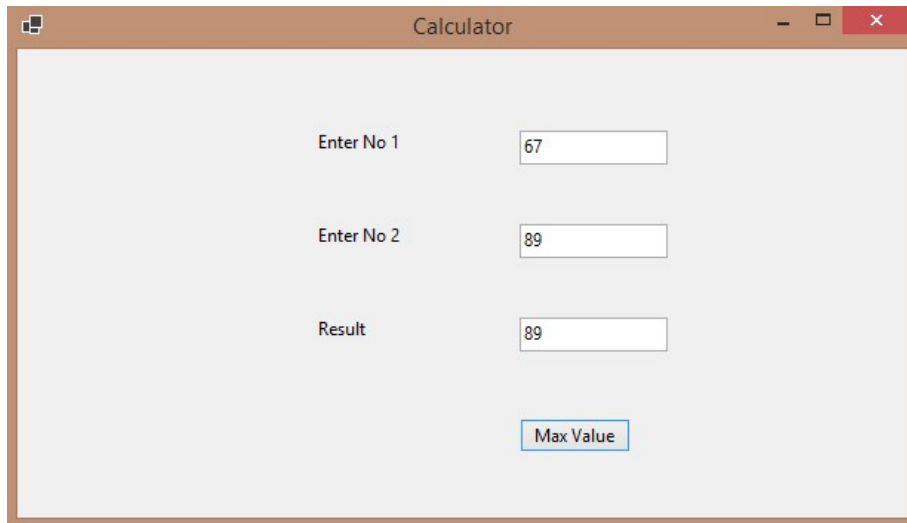 Calculator
Enter No 1 67
Enter No 2 89
Result 89
Max Value